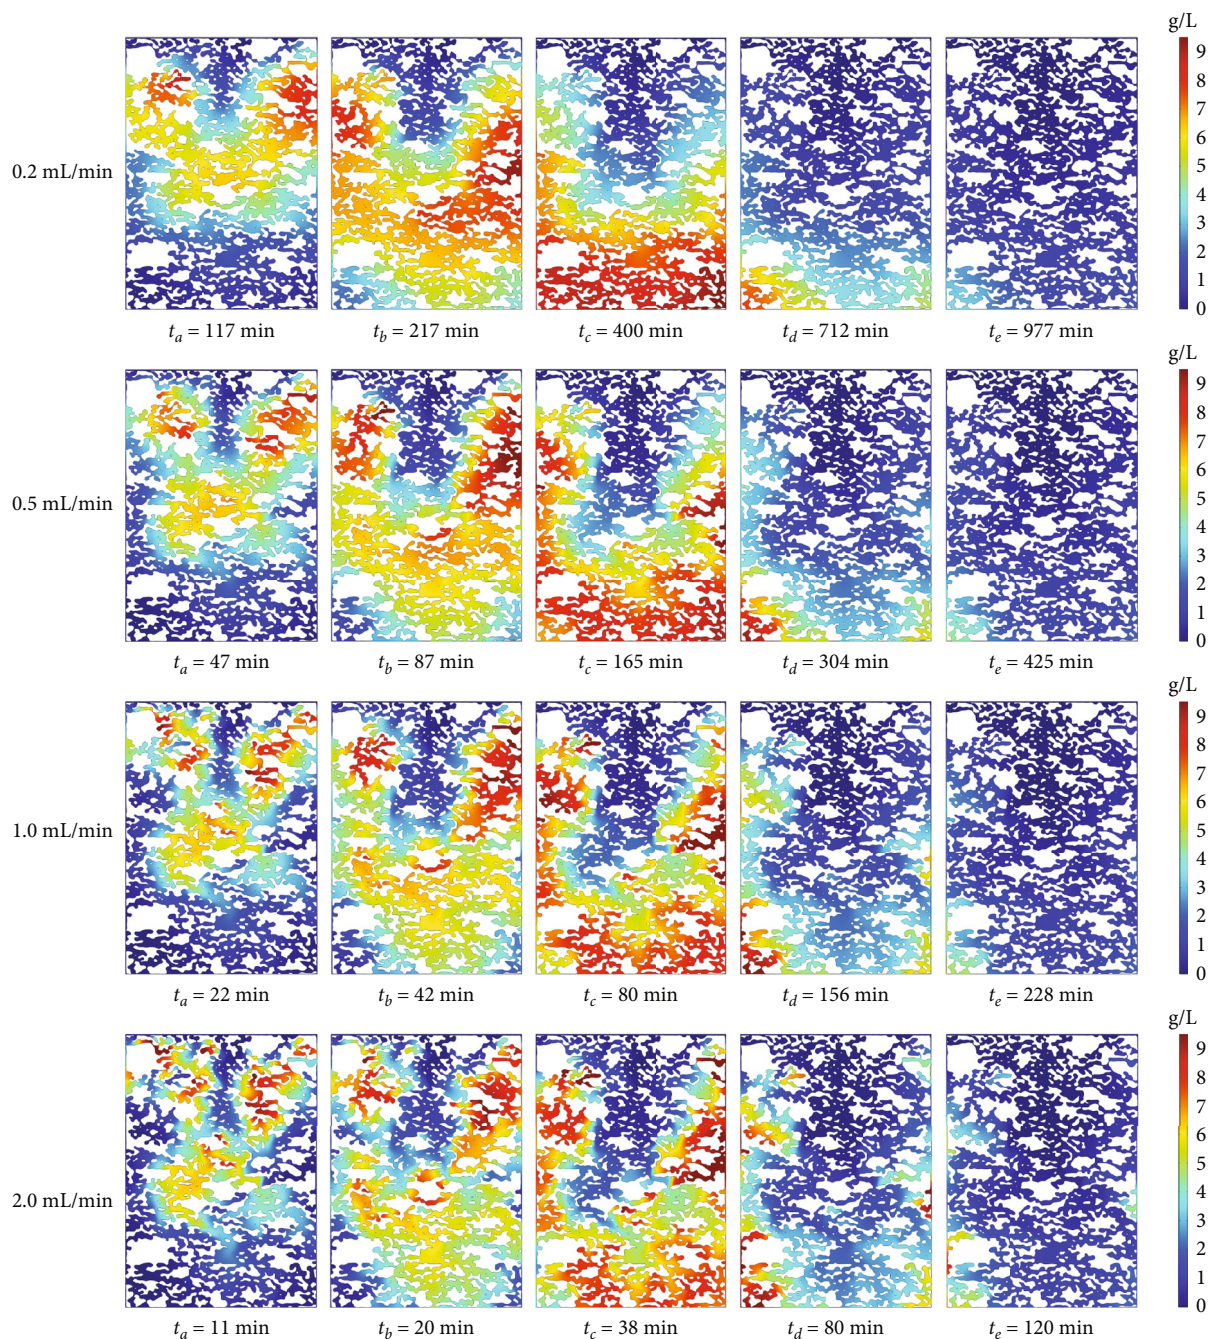 g/L
9
8
7
6
5
4
3
2
1
0
0.2 mL/min
t_a = 117 min
t_b = 217 min
t_c = 400 min
t_d = 712 min
t_e = 977 min
g/L
9
8
7
6
5
4
3
2
1
0
0.5 mL/min
t_a = 47 min
t_b = 87 min
t_c = 165 min
t_d = 304 min
t_e = 425 min
g/L
9
8
7
6
5
4
3
2
1
0
1.0 mL/min
t_a = 22 min
t_b = 42 min
t_c = 80 min
t_d = 156 min
t_e = 228 min
g/L
9
8
7
6
5
4
3
2
1
0
2.0 mL/min
t_a = 11 min
t_b = 20 min
t_c = 38 min
t_d = 80 min
t_e = 120 min